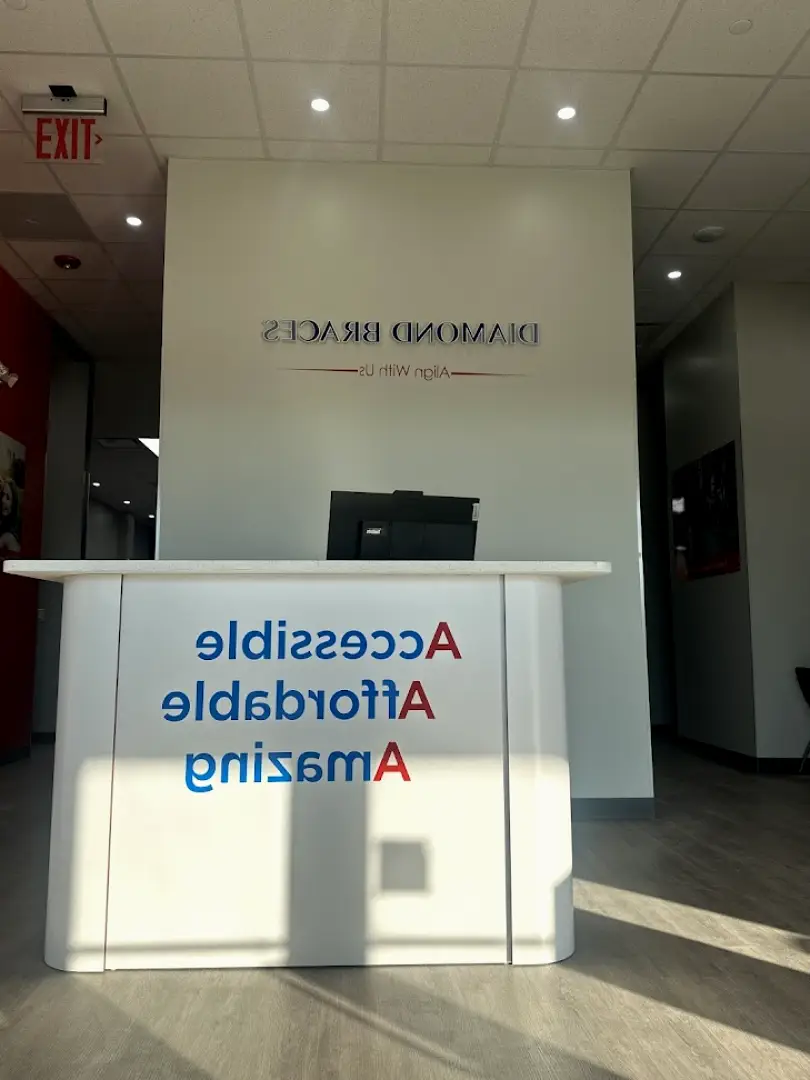 EXIT
DIAMOND BRACES
Align With Us
Accessible
Affordable
Amazing